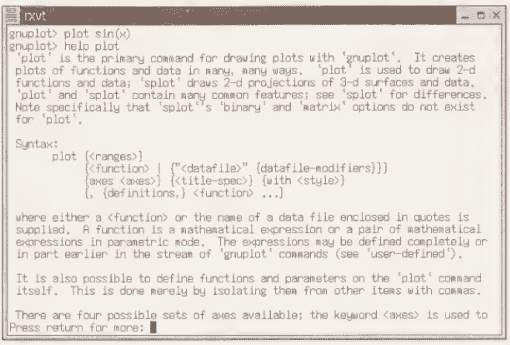 rxvt
gnuplot> plot sin(x)
gnuplot> help plot
`plot` is the primary command for drawing plots with `gnuplot`. It creates
plots of functions and data in many, many ways. `plot` is used to draw 2-d
functions and data; `splot` draws 2-d projections of 3-d surfaces and data.
`plot` and `splot` contain many common features; see `splot` for differences.
Note specifically that `splot`'s `binary` and `matrix` options do not exist
for `plot`.
Syntax:
plot {<ranges>}
{<function> | {"<datafile>" {datafile-modifiers}}}
{axes <axes>} {<title-spec>} {with <style>}
{, {definitions,} <function> ...}
where either a <function> or the name of a data file enclosed in quotes is
supplied. A function is a mathematical expression or a pair of mathematical
expressions in parametric mode. The expressions may be defined completely or
in part earlier in the stream of `gnuplot` commands (see `user-defined`).
It is also possible to define functions and parameters on the `plot` command
itself. This is done merely by isolating them from other items with commas.
There are four possible sets of axes available; the keyword <axes> is used to
Press return for more: